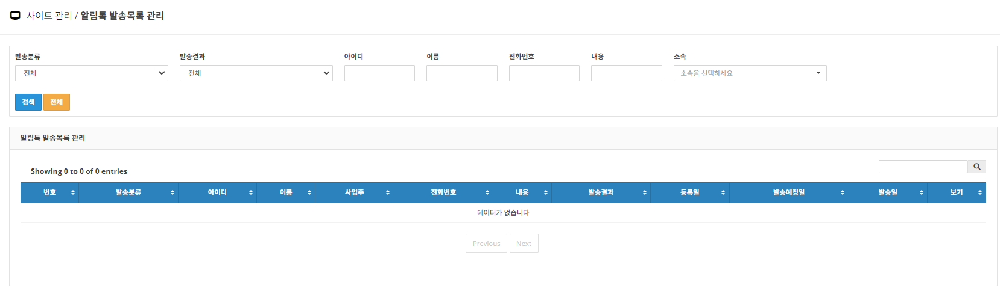 사이트 관리 / 알림톡 발송목록 관리
발송분류 발송결과 아이디 이름 전화번호 내용 소속
전체 전체 소속을 선택하세요
검색 전체
알림톡 발송목록 관리
Showing 0 to 0 of 0 entries
번호 발송분류 아이디 이름 사업주 전화번호 내용 발송결과 등록일 발송예정일 발송일 보기
데이터가 없습니다
Previous Next